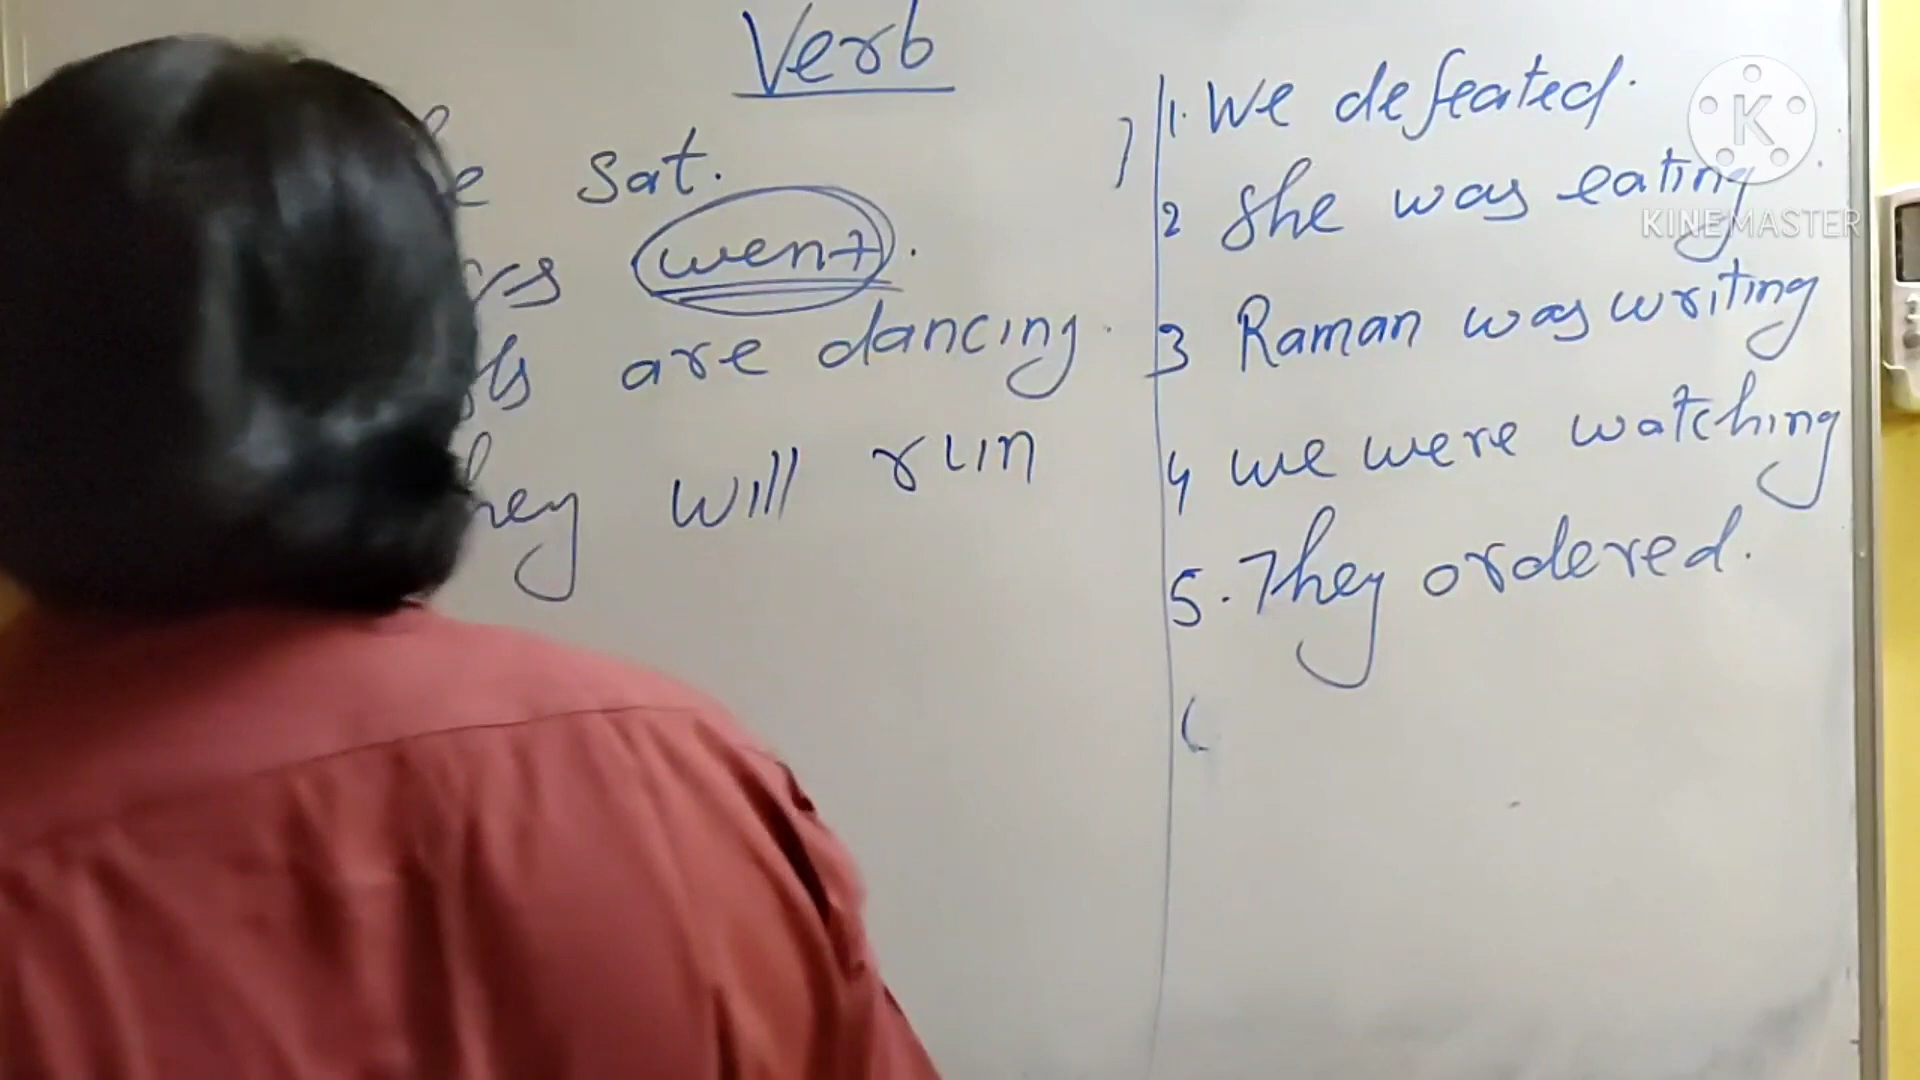 Verb
sat.
went.
are dancing.
will run
1. We defeated.
2 She was eating
3 Raman was writing
4 we were watching
5. They ordered.
K
KINEMASTER